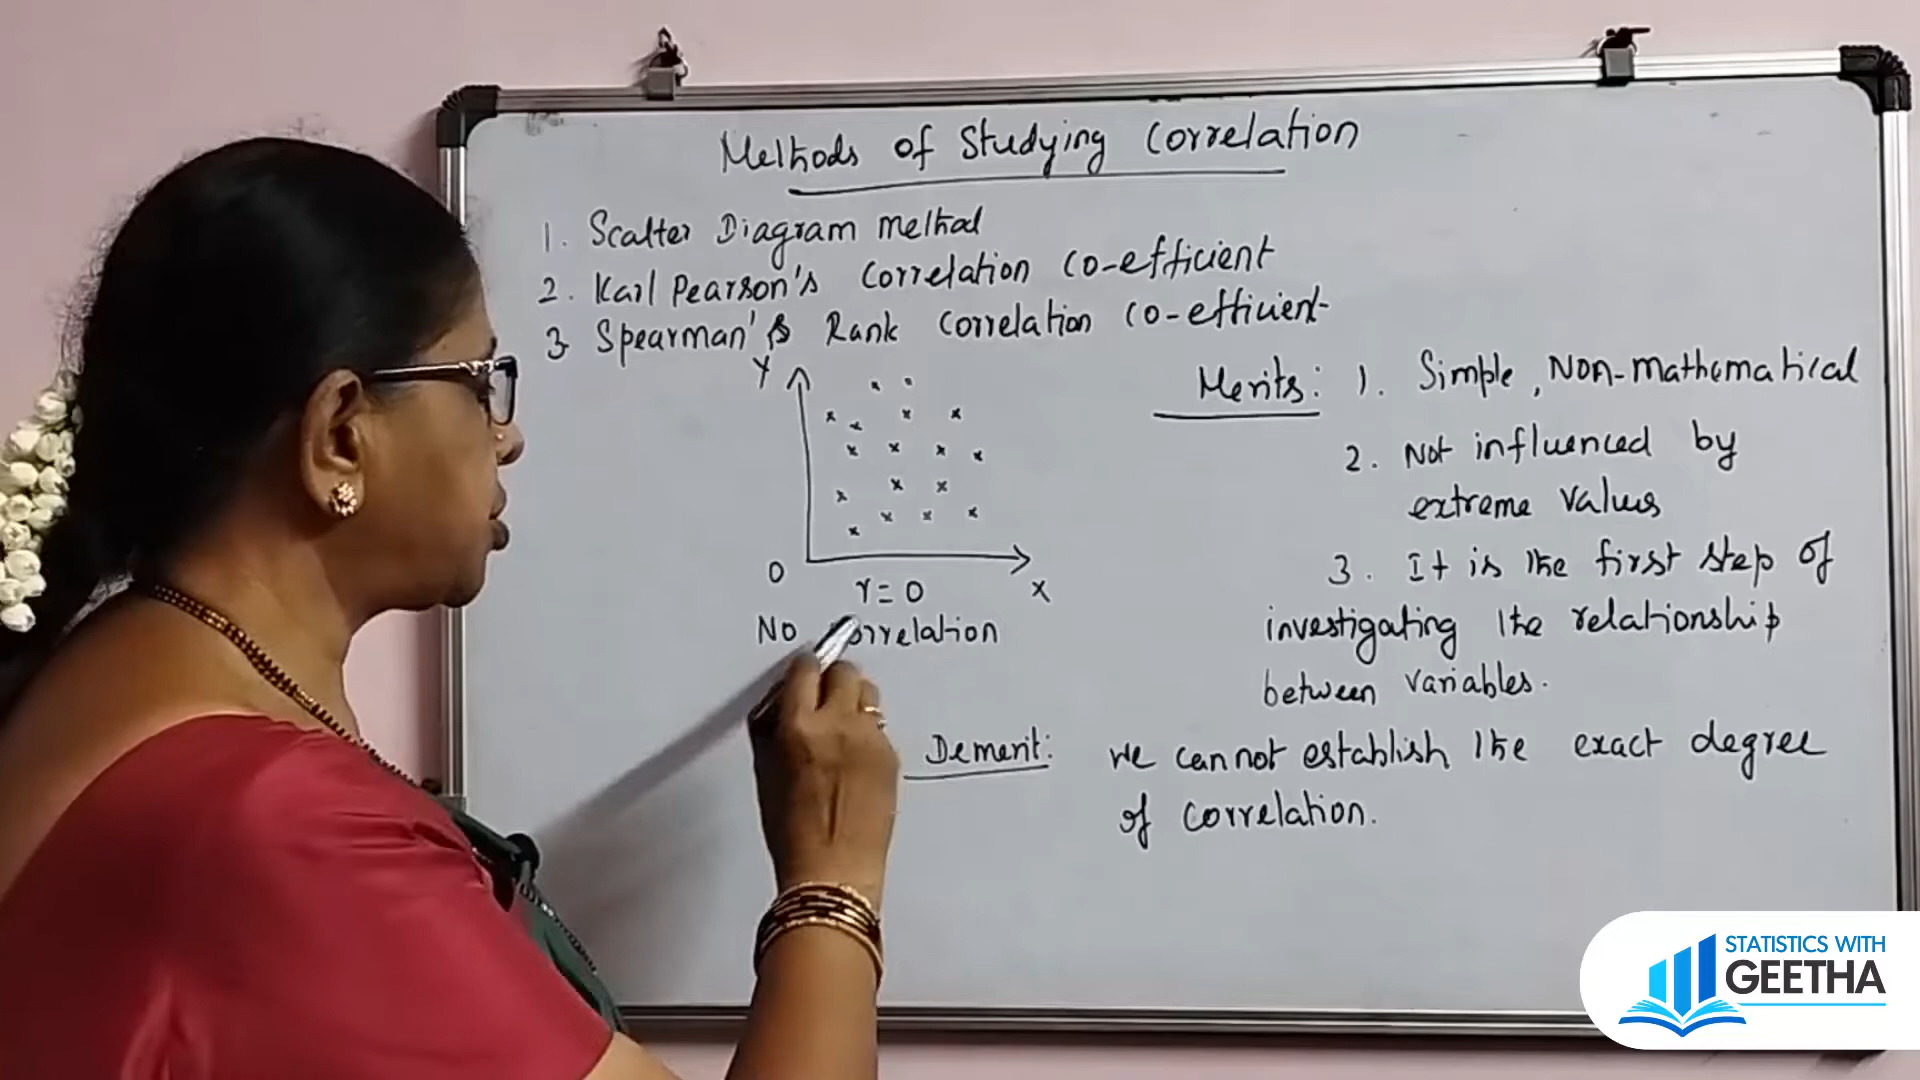 Methods of Studying Correlation
1. Scatter Diagram Method
2. Karl Pearson's Correlation Co-efficient
3. Spearman's Rank Correlation Co-efficient
Y
O
X
r = 0
No Correlation
Merits: 1. Simple, Non-mathematical
2. Not influenced by
extreme values
3. It is the first step of
investigating the relationship
between variables.
Demerit: We cannot establish the exact degree
of correlation.
STATISTICS WITH
GEETHA